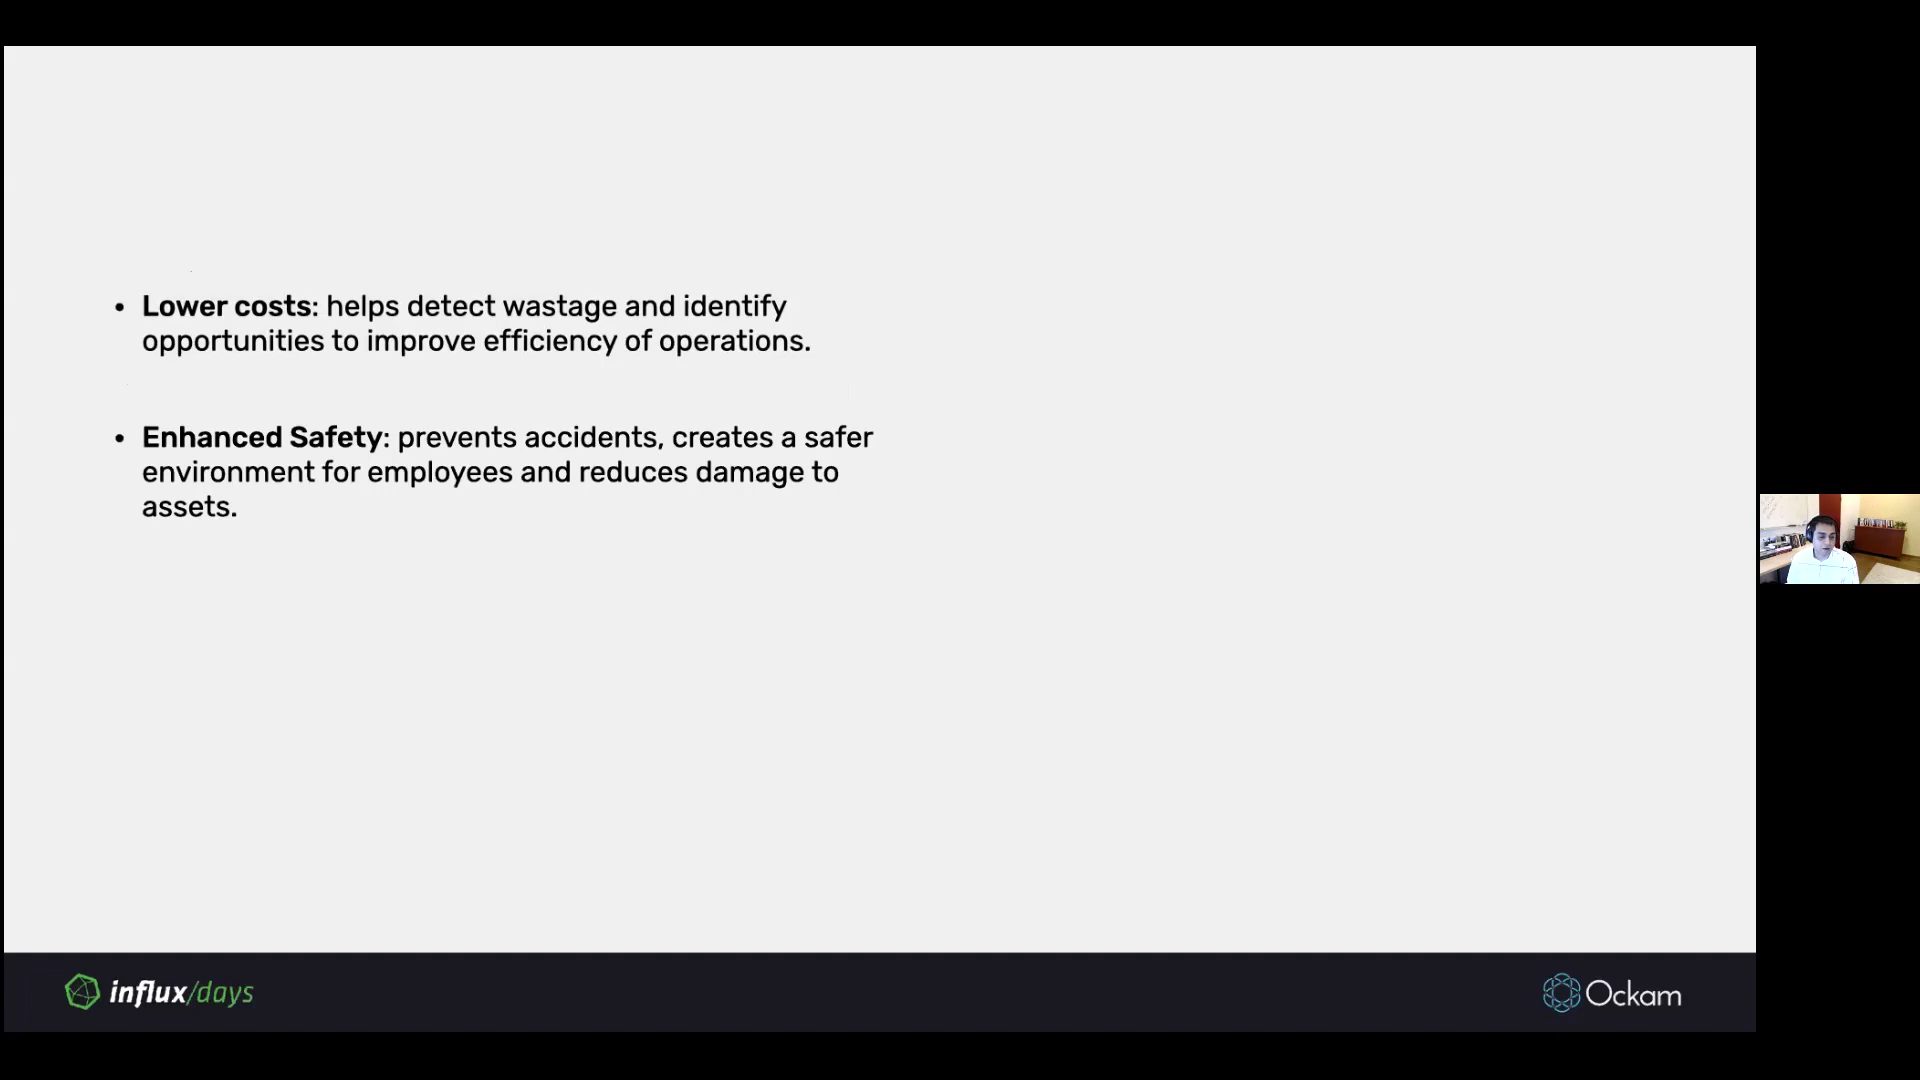 • Lower costs: helps detect wastage and identify
opportunities to improve efficiency of operations.
• Enhanced Safety: prevents accidents, creates a safer
environment for employees and reduces damage to
assets.
influx/days
Ockam